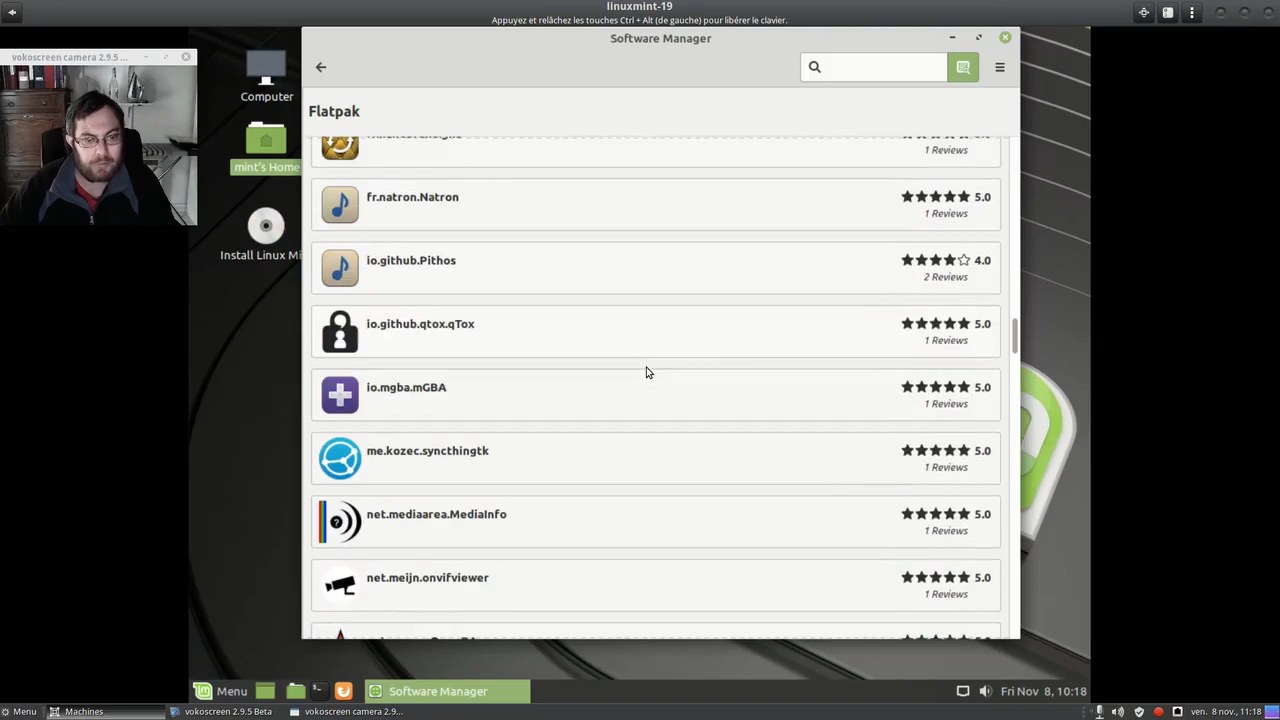 linuxmint-19
Appuyez et relâchez les touches Ctrl + Alt (de gauche) pour libérer le clavier.
vokoscreen camera 2.9.5 ...
Software Manager
Computer
mint's Home
Install Linux Mi
Flatpak
1 Reviews
fr.natron.Natron
5.0
1 Reviews
io.github.Pithos
4.0
2 Reviews
io.github.qtox.qTox
5.0
1 Reviews
io.mgba.mGBA
5.0
1 Reviews
me.kozec.syncthingtk
5.0
1 Reviews
net.mediaarea.MediaInfo
5.0
1 Reviews
net.meijn.onvifviewer
5.0
1 Reviews
Menu
Software Manager
Fri Nov 8, 10:18
Menu
Machines
vokoscreen 2.9.5 Beta
vokoscreen camera 2.9...
ven. 8 nov., 11:18